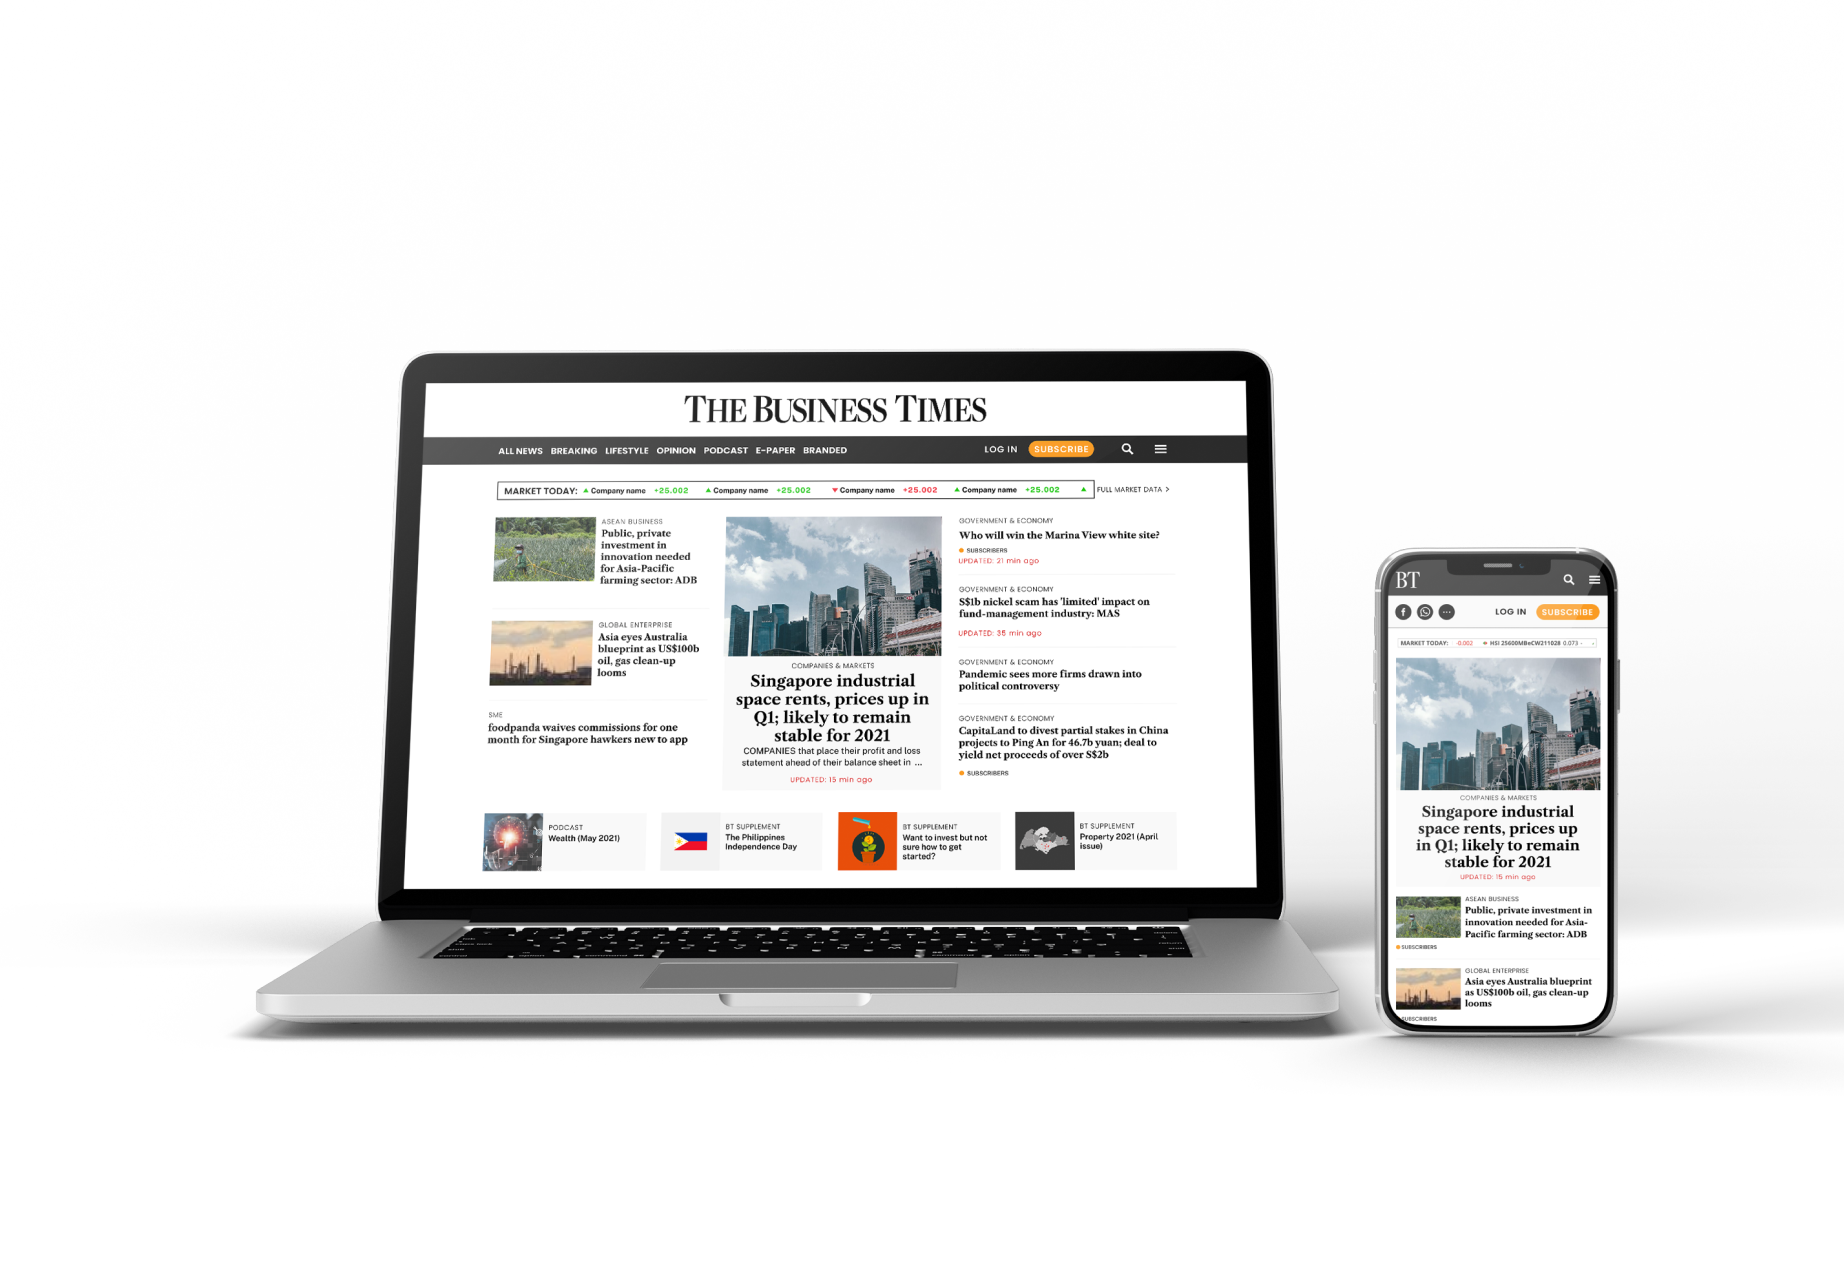 THE BUSINESS TIMES
ALL NEWS BREAKING LIFESTYLE OPINION PODCAST E-PAPER BRANDED LOG IN SUBSCRIBE
MARKET TODAY: Company name +25.002 Company name +25.002 Company name +25.002 Company name +25.002 FULL MARKET DATA >
ASEAN BUSINESS
Public, private
investment in
innovation needed
for Asia-Pacific
farming sector: ADB
GLOBAL ENTERPRISE
Asia eyes Australia
blueprint as US$100b
oil, gas clean-up
looms
SME
foodpanda waives commissions for one
month for Singapore hawkers new to app
COMPANIES & MARKETS
Singapore industrial
space rents, prices up in
Q1; likely to remain
stable for 2021
COMPANIES that place their profit and loss
statement ahead of their balance sheet in ...
UPDATED: 15 min ago
GOVERNMENT & ECONOMY
Who will win the Marina View white site?
SUBSCRIBERS
UPDATED: 21 min ago
GOVERNMENT & ECONOMY
S$1b nickel scam has 'limited' impact on
fund-management industry: MAS
UPDATED: 35 min ago
GOVERNMENT & ECONOMY
Pandemic sees more firms drawn into
political controversy
GOVERNMENT & ECONOMY
CapitaLand to divest partial stakes in China
projects to Ping An for 46.7b yuan; deal to
yield net proceeds of over S$2b
SUBSCRIBERS
PODCAST
Wealth (May 2021)
BT SUPPLEMENT
The Philippines
Independence Day
BT SUPPLEMENT
Want to invest but not
sure how to get
started?
BT SUPPLEMENT
Property 2021 (April
issue)
BT
LOG IN SUBSCRIBE
MARKET TODAY: -0.002 HSI 25600MBeCW211028 0.073 -
COMPANIES & MARKETS
Singapore industrial
space rents, prices up
in Q1; likely to remain
stable for 2021
UPDATED: 15 min ago
ASEAN BUSINESS
Public, private investment in
innovation needed for Asia-
Pacific farming sector: ADB
SUBSCRIBERS
GLOBAL ENTERPRISE
Asia eyes Australia blueprint
as US$100b oil, gas clean-up
looms
SUBSCRIBERS